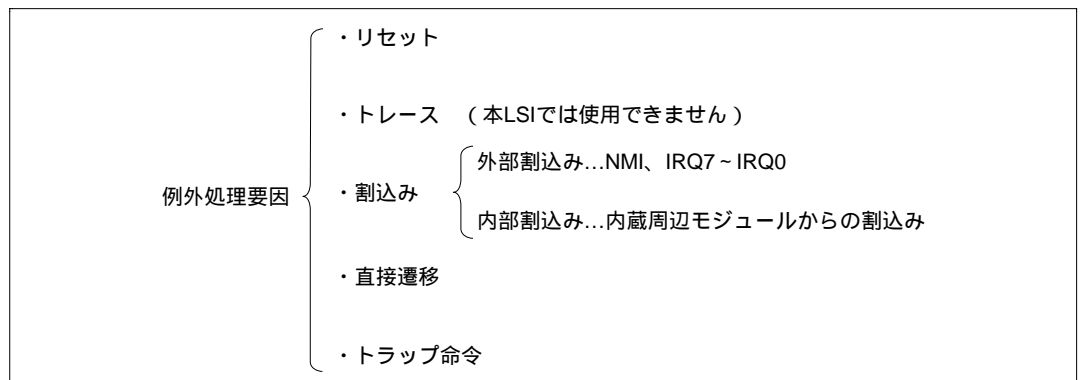 ・リセット
・トレース （本LSIでは使用できません）
外部割込み…NMI、IRQ7～IRQ0
例外処理要因
・割込み
内部割込み…内蔵周辺モジュールからの割込み
・直接遷移
・トラップ命令